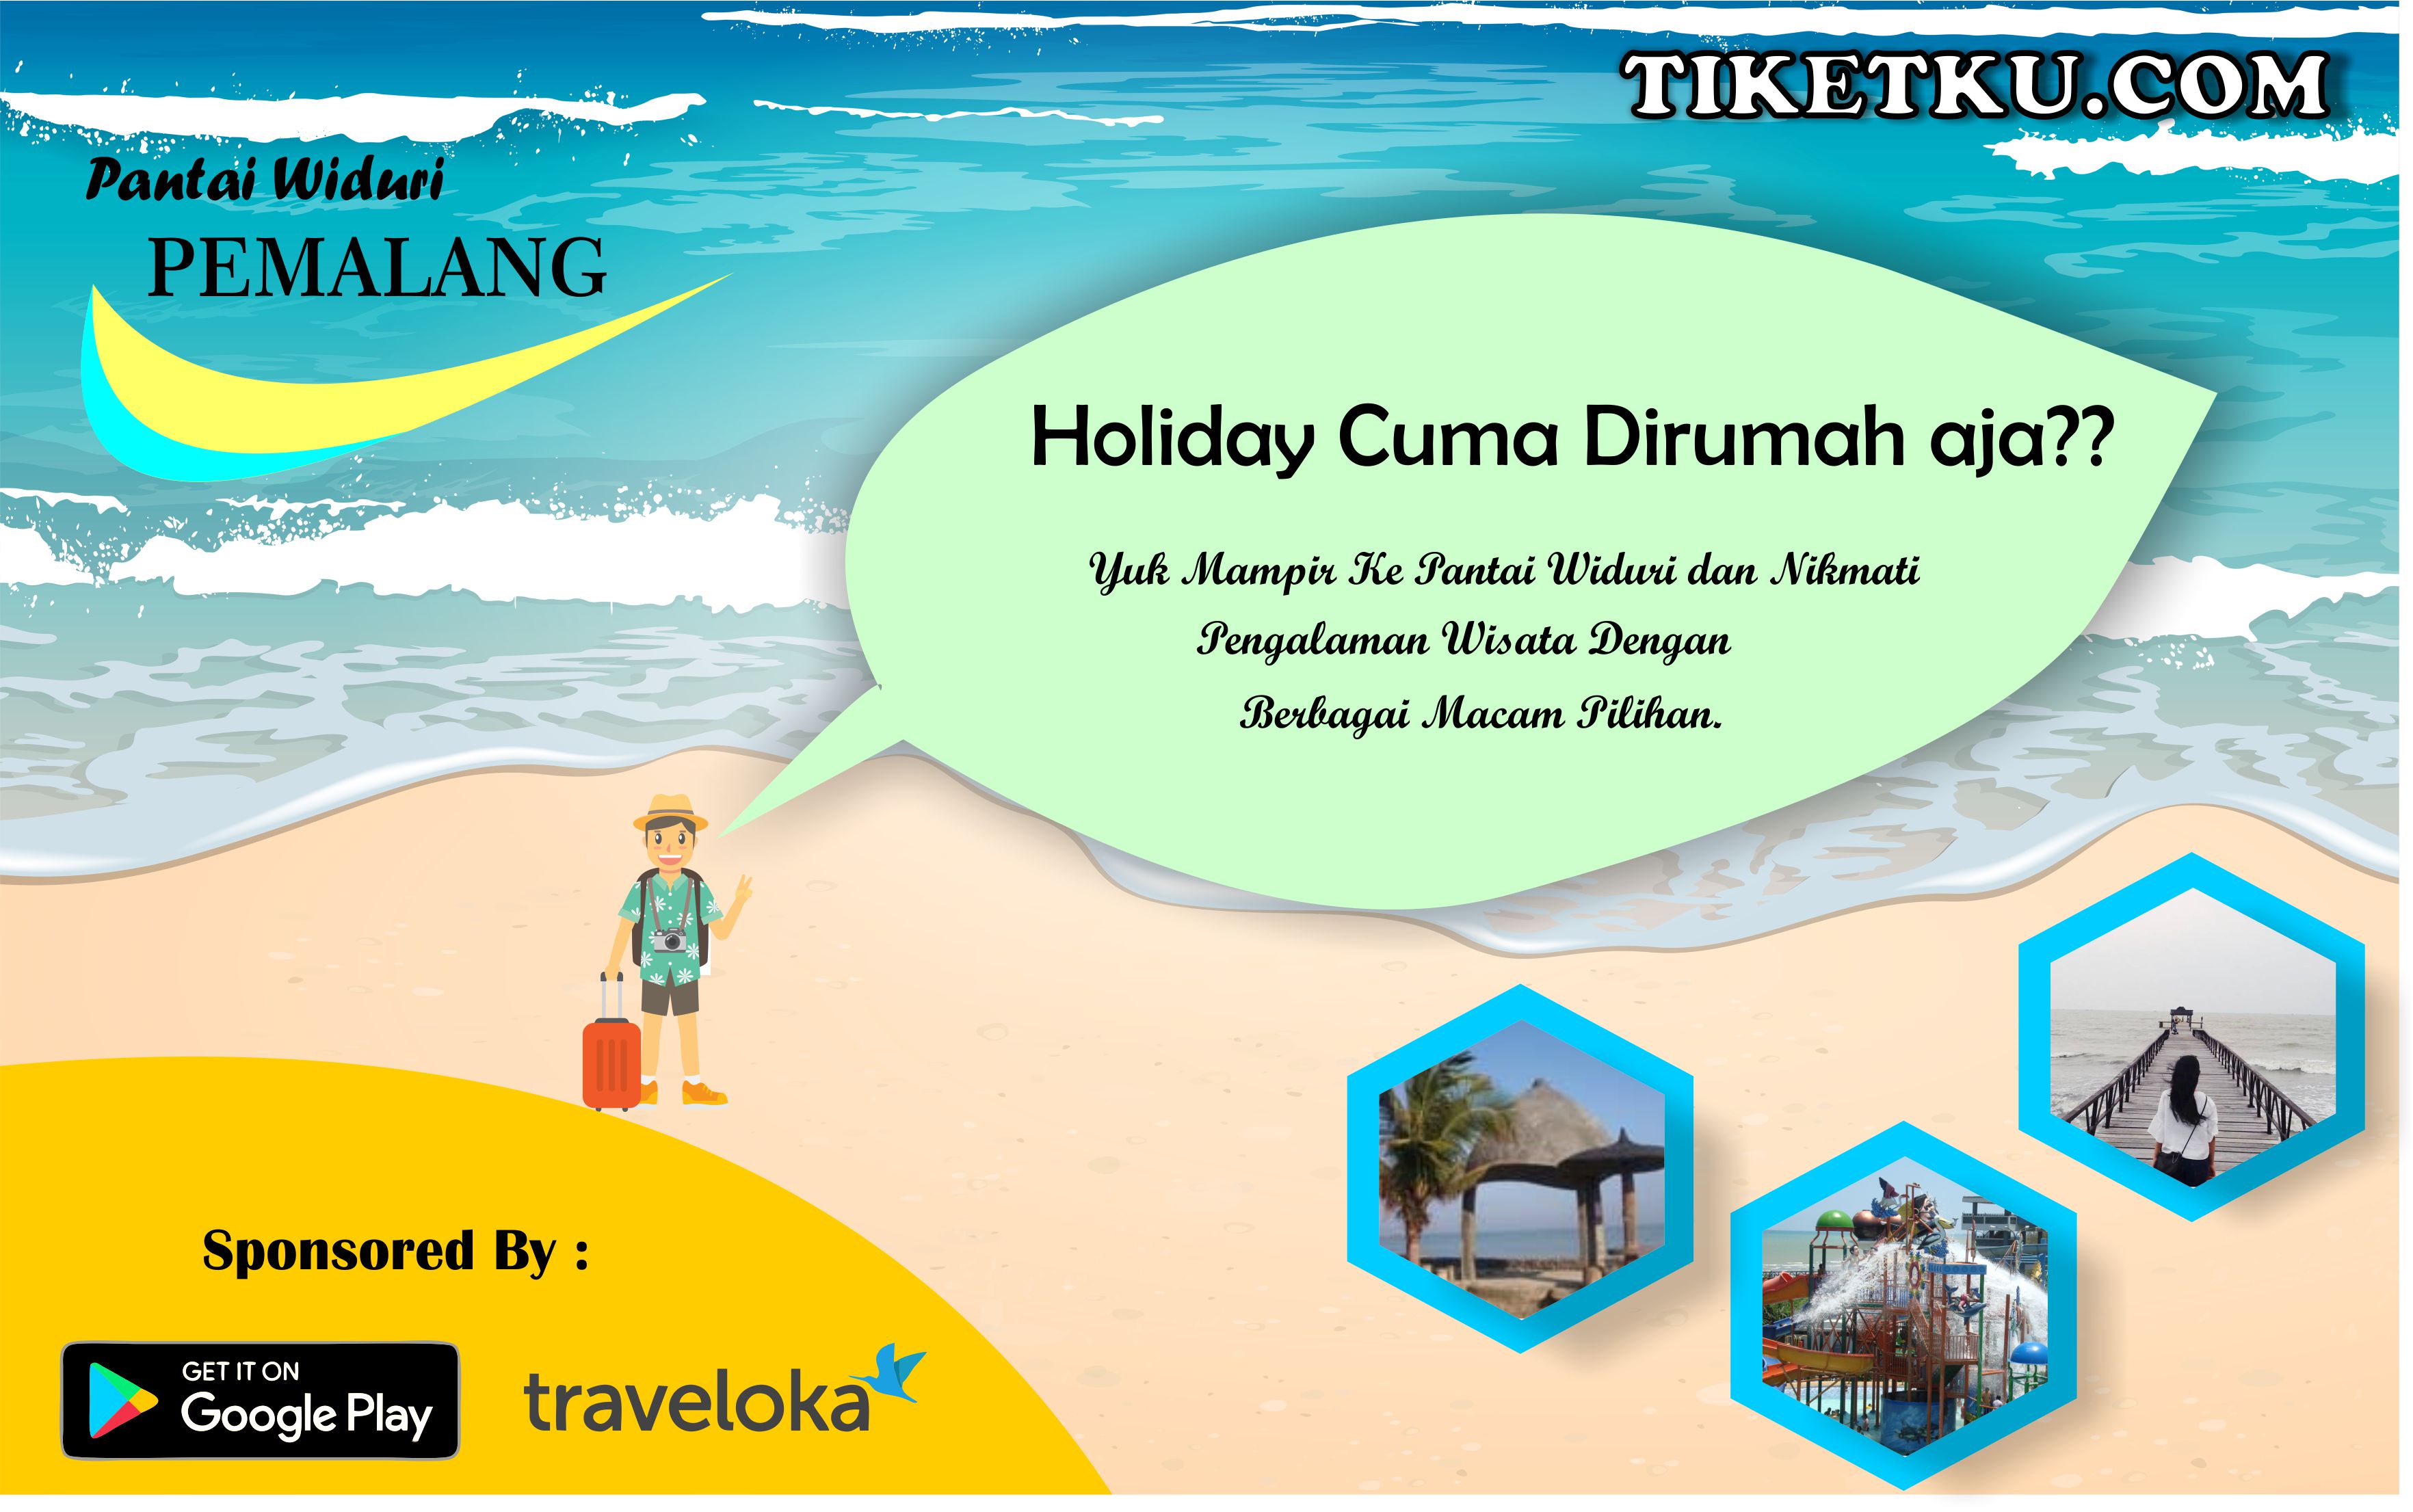 TIKETKU.COM
Pantai Widuri
PEMALANG
Holiday Cuma Dirumah aja??
Yuk Mampir Ke Pantai Widuri dan Nikmati
Pengalaman Wisata Dengan
Berbagai Macam Pilihan.
Sponsored By :
GET IT ON
Google Play
traveloka